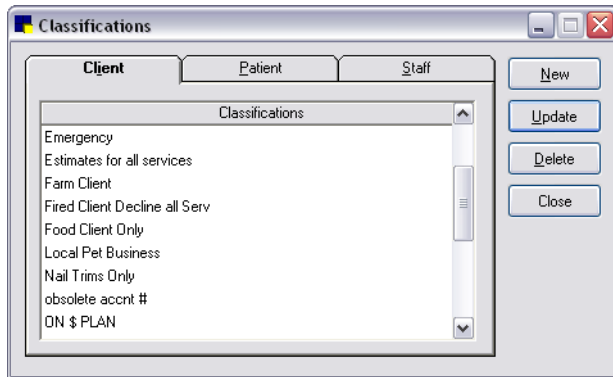 Classifications
Client Patient Staff
Classifications
Emergency
Estimates for all services
Farm Client
Fired Client Decline all Serv
Food Client Only
Local Pet Business
Nail Trims Only
obsolete accnt #
ON $ PLAN
New
Update
Delete
Close